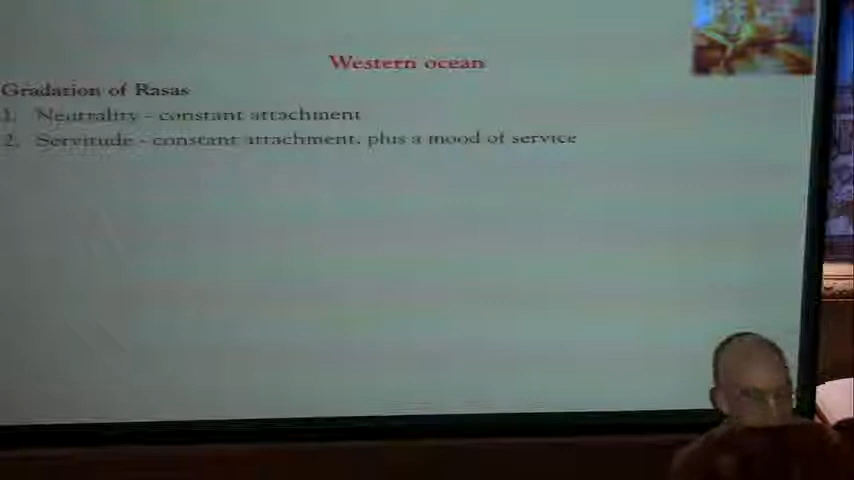 Western ocean
Gradation of Rasas
1. Neutrality - constant attachment
2. Servitude - constant attachment, plus a mood of service